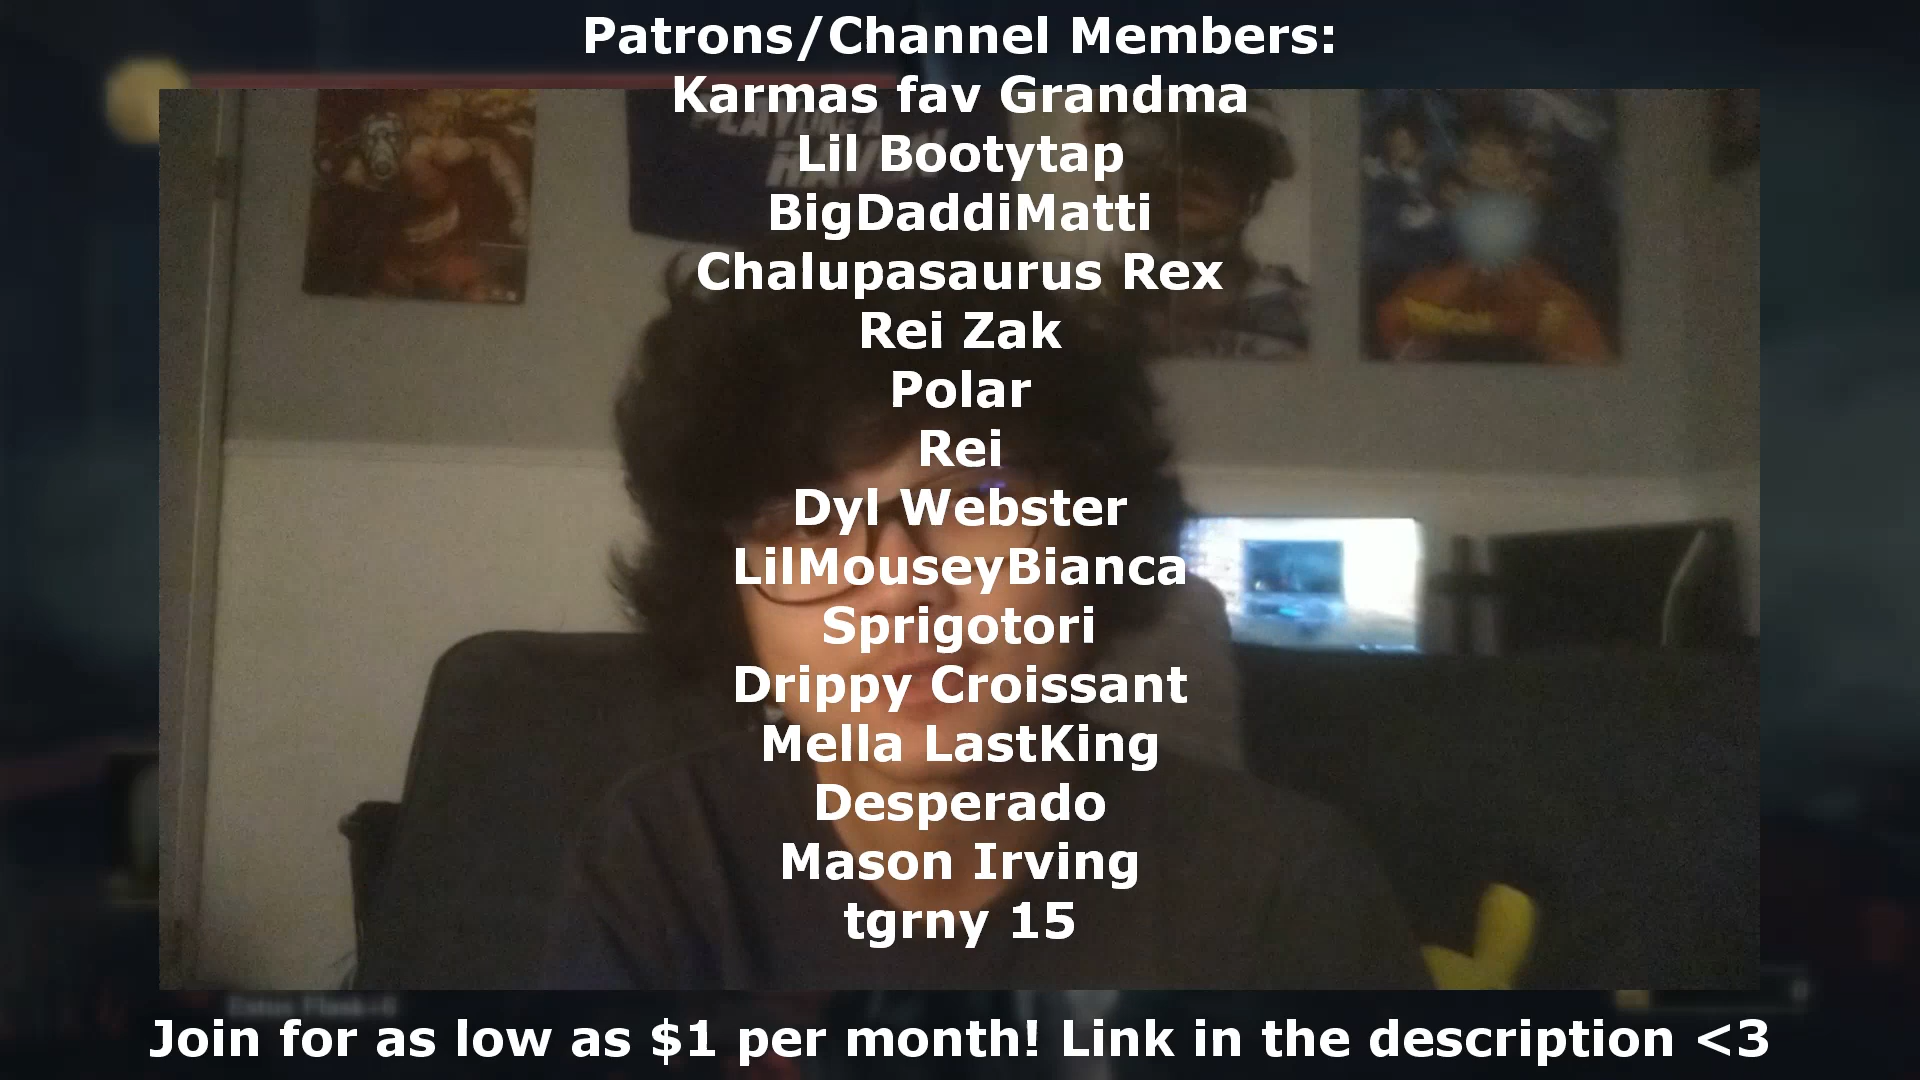 Patrons/Channel Members:
Karmas fav Grandma
Lil Bootytap
BigDaddiMatti
Chalupasaurus Rex
Rei Zak
Polar
Rei
Dyl Webster
LilMouseyBianca
Sprigotori
Drippy Croissant
Mella LastKing
Desperado
Mason Irving
tgrny 15
Join for as low as $1 per month! Link in the description <3